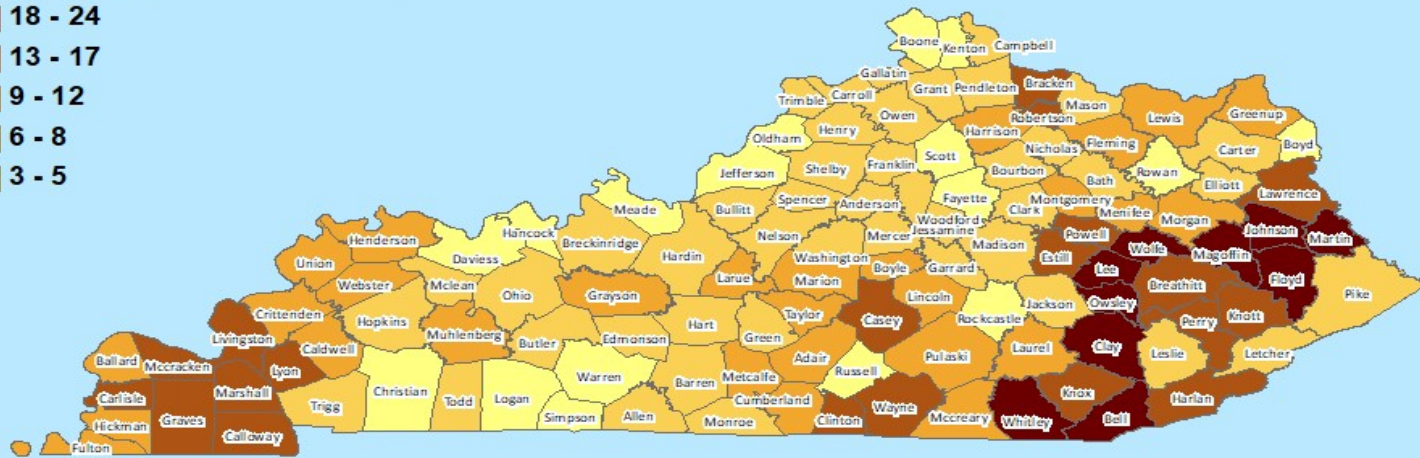 18 - 24
13 - 17
9 - 12
6 - 8
3 - 5
Boone
Kenton
Campbell
Gallatin
Grant
Pendleton
Bracken
Trimble
Carroll
Mason
Owen
Robertson
Lewis
Greenup
Oldham
Henry
Harrison
Nicholas
Fleming
Boyd
Carter
Jefferson
Shelby
Franklin
Scott
Bourbon
Rowan
Bath
Elliott
Lawrence
Meade
Bullitt
Spencer
Anderson
Fayette
Woodford
Clark
Montgomery
Menifee
Morgan
Hancock
Breckinridge
Nelson
Mercer
Jessamine
Madison
Powell
Wolfe
Johnson
Martin
Magoffin
Henderson
Daviess
Hardin
Washington
Union
Webster
Mclean
Ohio
Grayson
Larue
Marion
Boyle
Garrard
Estill
Lee
Breathitt
Floyd
Pike
Crittenden
Hopkins
Muhlenberg
Butler
Edmonson
Hart
Green
Taylor
Casey
Lincoln
Rockcastle
Jackson
Owsley
Perry
Knott
Livingston
Caldwell
Ballard
Mccracken
Lyon
Marshall
Christian
Logan
Warren
Barren
Metcalfe
Adair
Russell
Pulaski
Laurel
Clay
Leslie
Letcher
Carlisle
Hickman
Graves
Calloway
Trigg
Todd
Simpson
Allen
Monroe
Cumberland
Clinton
Wayne
Mccreary
Whitley
Knox
Bell
Harlan
Fulton